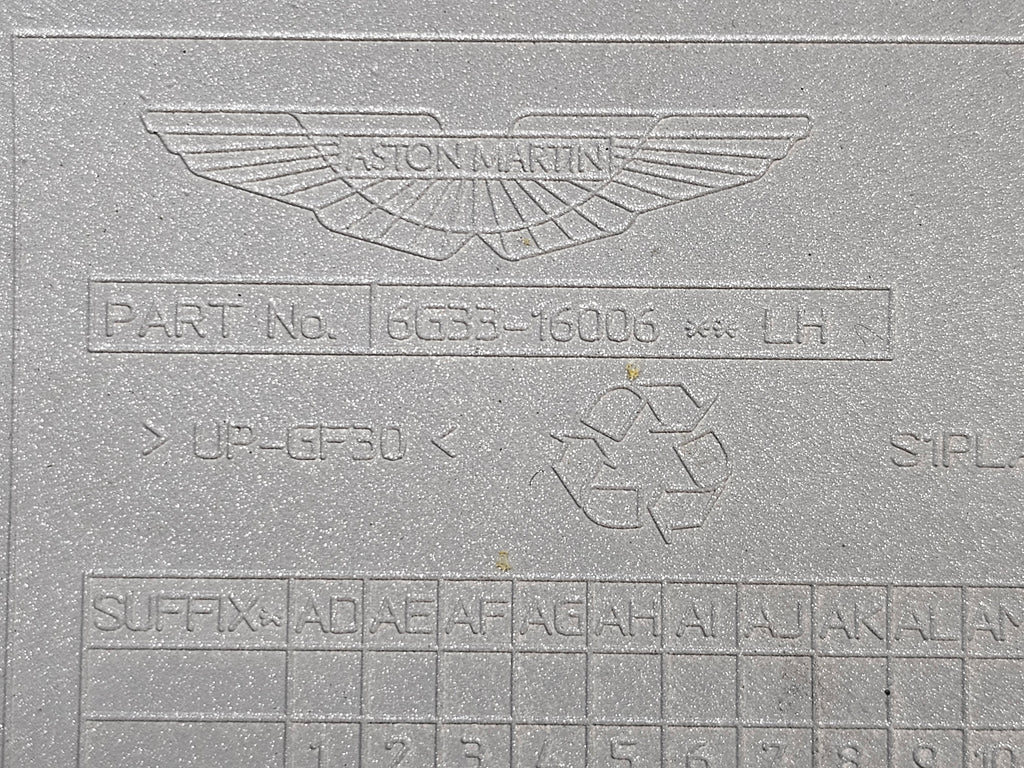 ASTON MARTIN
PART No. 6G33-16006 *** LH
> UP-GF30 < S1PL.
SUFFIX** AD AE AF AG AH AI AJ AK AL AM
1 2 3 4 5 6 7 8 9 10